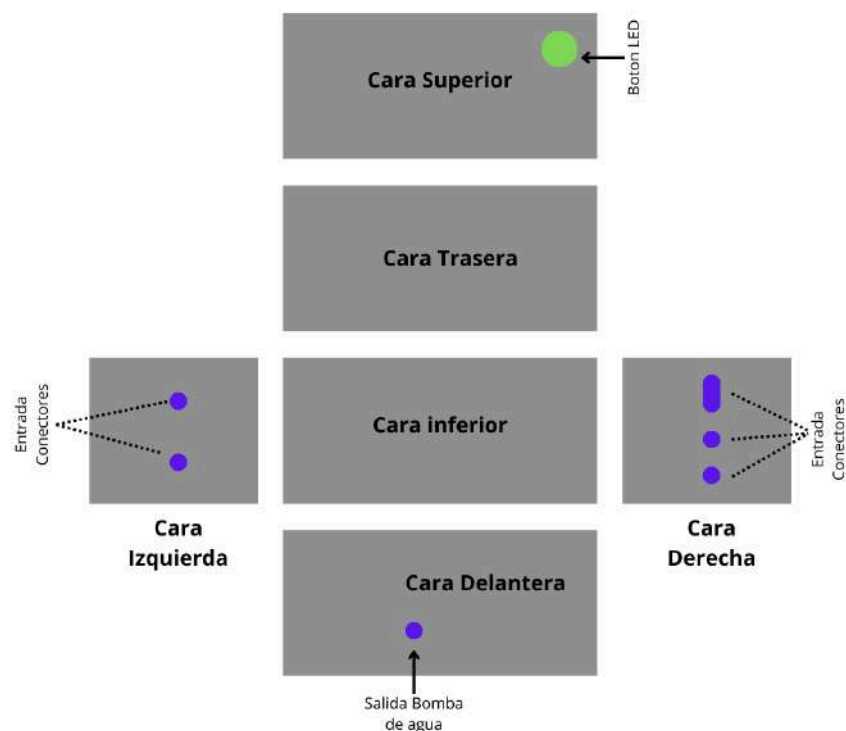 Cara Superior
Boton LED
Cara Trasera
Entrada
Conectores
Cara inferior
Entrada
Conectores
Cara
Izquierda
Cara
Derecha
Cara Delantera
Salida Bomba
de agua